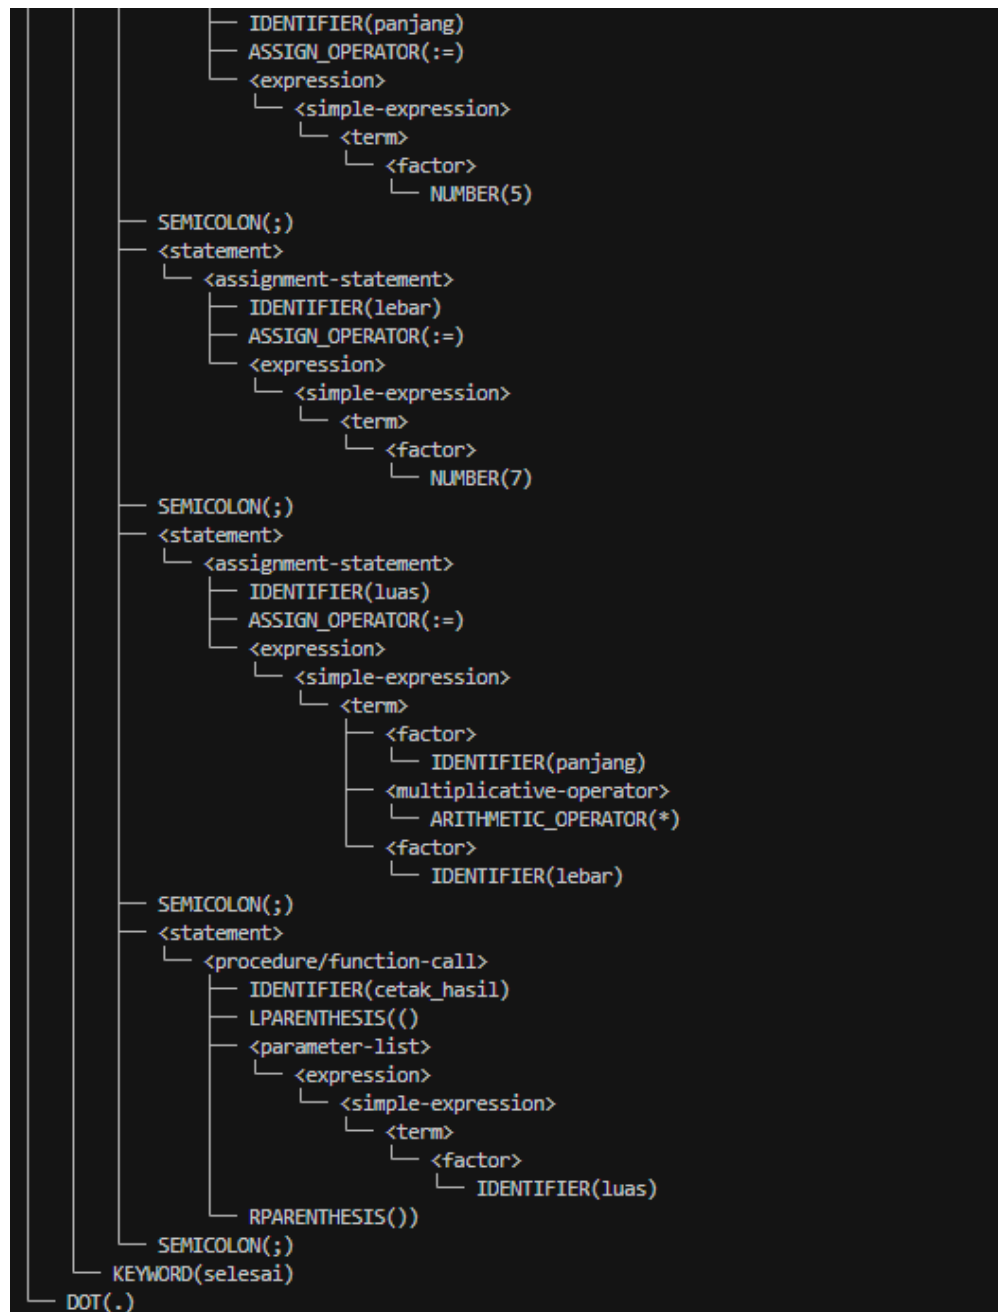 IDENTIFIER(panjang)
ASSIGN_OPERATOR(:=)
<expression>
<simple-expression>
<term>
<factor>
NUMBER(5)
SEMICOLON(;)
<statement>
<assignment-statement>
IDENTIFIER(lebar)
ASSIGN_OPERATOR(:=)
<expression>
<simple-expression>
<term>
<factor>
NUMBER(7)
SEMICOLON(;)
<statement>
<assignment-statement>
IDENTIFIER(luas)
ASSIGN_OPERATOR(:=)
<expression>
<simple-expression>
<term>
<factor>
IDENTIFIER(panjang)
<multiplicative-operator>
ARITHMETIC_OPERATOR(*)
<factor>
IDENTIFIER(lebar)
SEMICOLON(;)
<statement>
<procedure/function-call>
IDENTIFIER(cetak_hasil)
LPARENTHESIS(()
<parameter-list>
<expression>
<simple-expression>
<term>
<factor>
IDENTIFIER(luas)
RPARENTHESIS())
SEMICOLON(;)
KEYWORD(selesai)
DOT(.)